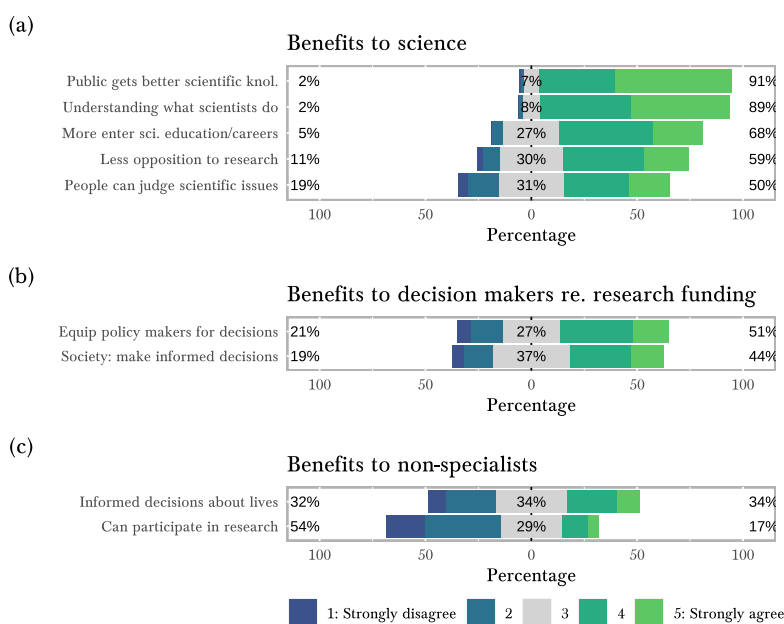 (a)
Benefits to science
Public gets better scientific knol. 2% 7% 91%
Understanding what scientists do 2% 8% 89%
More enter sci. education/careers 5% 27% 68%
Less opposition to research 11% 30% 59%
People can judge scientific issues 19% 31% 50%
100 50 0 50 100
Percentage
(b)
Benefits to decision makers re. research funding
Equip policy makers for decisions 21% 27% 51%
Society: make informed decisions 19% 37% 44%
100 50 0 50 100
Percentage
(c)
Benefits to non-specialists
Informed decisions about lives 32% 34% 34%
Can participate in research 54% 29% 17%
100 50 0 50 100
Percentage
1: Strongly disagree 2 3 4 5: Strongly agree